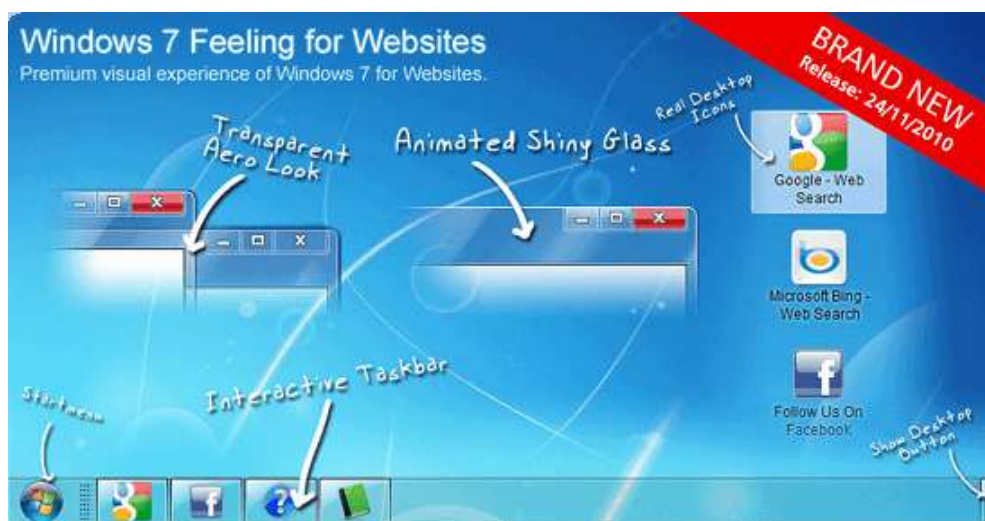 Windows 7 Feeling for Websites
Premium visual experience of Windows 7 for Websites.
BRAND NEW
Release: 24/11/2010
Transparent
Aero Look
Animated Shiny Glass
Real Desktop
Icons
Google - Web
Search
Microsoft Bing -
Web Search
Follow Us On
Facebook
Interactive Taskbar
Startmenu
Show Desktop
Button